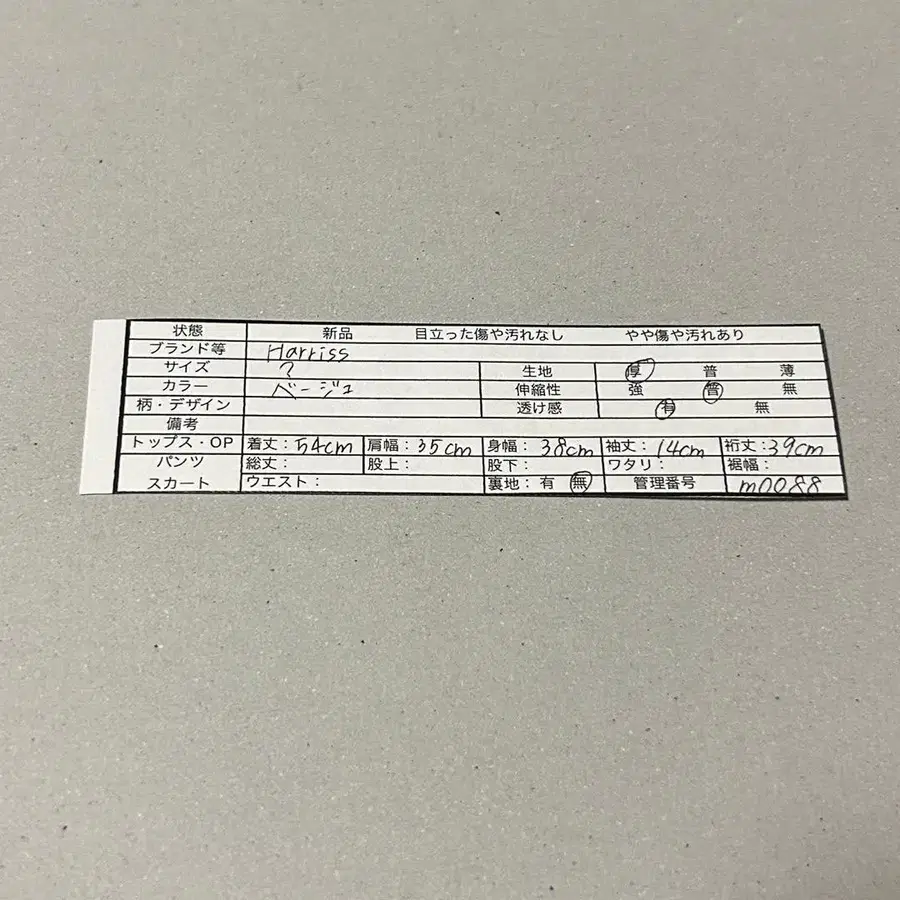 状態 新品 目立った傷や汚れなし やや傷や汚れあり
ブランド等 Harriss
サイズ ? 生地 厚 普 薄
カラー ベージュ 伸縮性 強 普 無
柄・デザイン 透け感 有 無
備考
トップス・OP 着丈：54cm 肩幅：35cm 身幅：38cm 袖丈：14cm 裄丈：39cm
パンツ 総丈： 股上： 股下： ワタリ： 裾幅：
スカート ウエスト： 裏地：有 無 管理番号 m0088